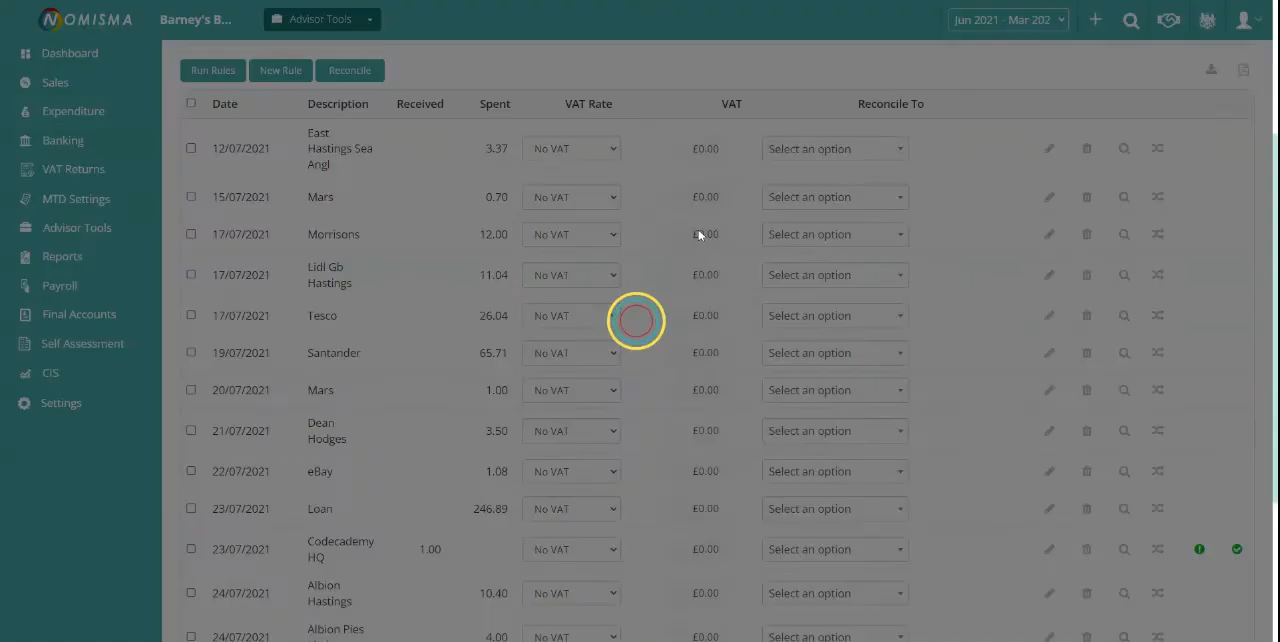 NOMISMA Barney's B... Advisor Tools Jun 2021 - Mar 202
Dashboard
Sales
Expenditure
Banking
VAT Returns
MTD Settings
Advisor Tools
Reports
Payroll
Final Accounts
Self Assessment
CIS
Settings
Run Rules New Rule Reconcile
Date Description Received Spent VAT Rate VAT Reconcile To
12/07/2021 East Hastings Sea Angl 3.37 No VAT £0.00 Select an option
15/07/2021 Mars 0.70 No VAT £0.00 Select an option
17/07/2021 Morrisons 12.00 No VAT £0.00 Select an option
17/07/2021 Lidl Gb Hastings 11.04 No VAT £0.00 Select an option
17/07/2021 Tesco 26.04 No VAT £0.00 Select an option
19/07/2021 Santander 65.71 No VAT £0.00 Select an option
20/07/2021 Mars 1.00 No VAT £0.00 Select an option
21/07/2021 Dean Hodges 3.50 No VAT £0.00 Select an option
22/07/2021 eBay 1.08 No VAT £0.00 Select an option
23/07/2021 Loan 246.89 No VAT £0.00 Select an option
23/07/2021 Codecademy HQ 1.00 No VAT £0.00 Select an option
24/07/2021 Albion Hastings 10.40 No VAT £0.00 Select an option
24/07/2021 Albion Pies 4.00 No VAT £0.00 Select an option